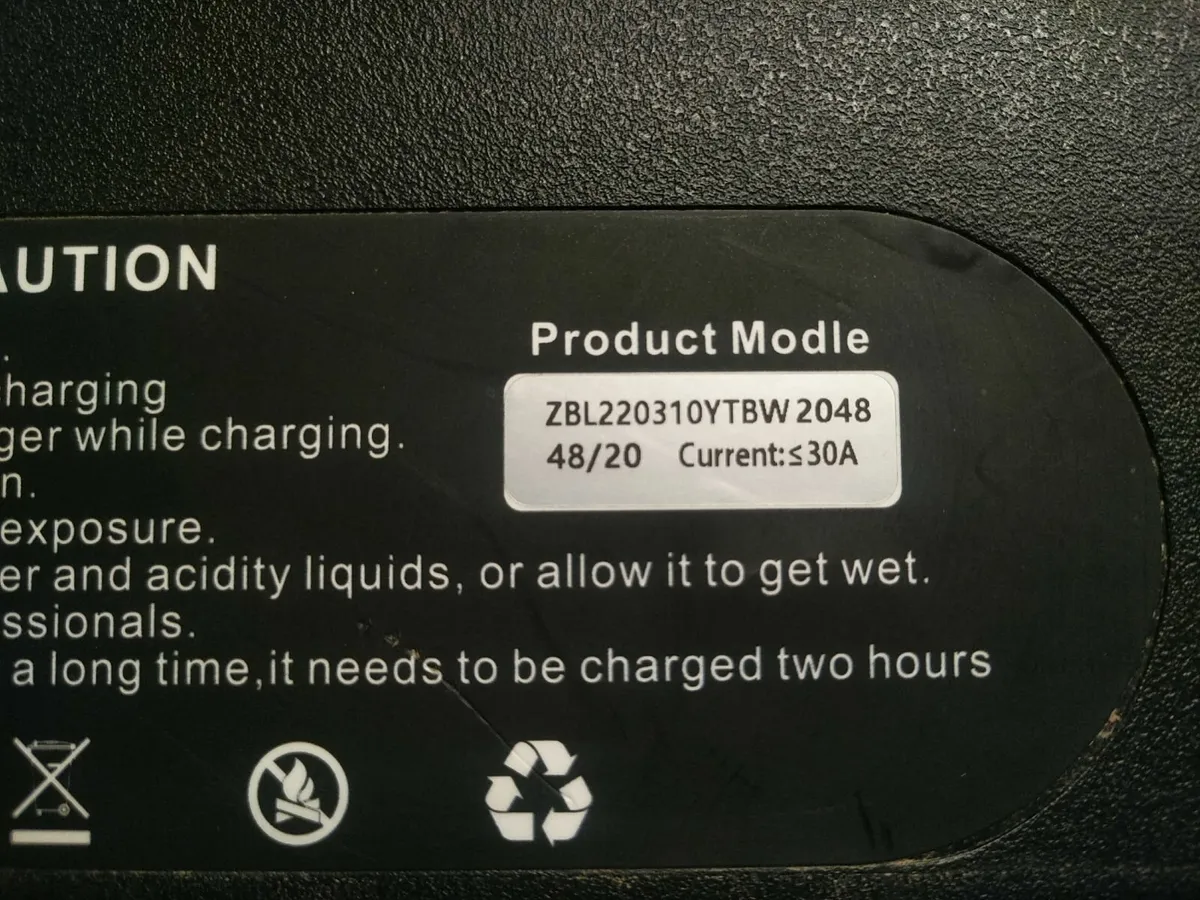 AUTION
Product Modle
ZBL220310YTBW 2048
48/20 Current:≤30A
.
harging
ger while charging.
n.
exposure.
er and acidity liquids, or allow it to get wet.
ssionals.
a long time,it needs to be charged two hours